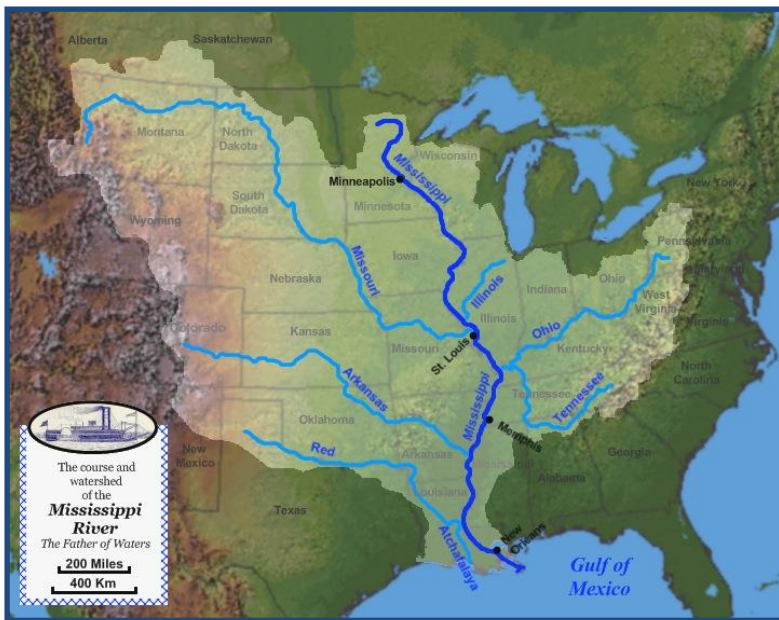 Alberta
Saskatchewan
Montana
North
Dakota
Minneapolis
Mississippi
Wisconsin
New York
South
Dakota
Minnesota
Wyoming
Pennsylvania
Maryland
Iowa
Missouri
Nebraska
Illinois
Indiana
Ohio
West
Virginia
Virginia
Illinois
Ohio
Colorado
Kansas
Missouri
St. Louis
Kentucky
North
Carolina
Arkansas
Mississippi
Tennessee
Tennessee
Oklahoma
Memphis
Red
New
Mexico
Arkansas
Mississippi
Alabama
Georgia
Louisiana
Texas
Atchafalaya
New
Orleans
Gulf of
Mexico
The course and
watershed
of the
Mississippi
River
The Father of Waters
200 Miles
400 Km